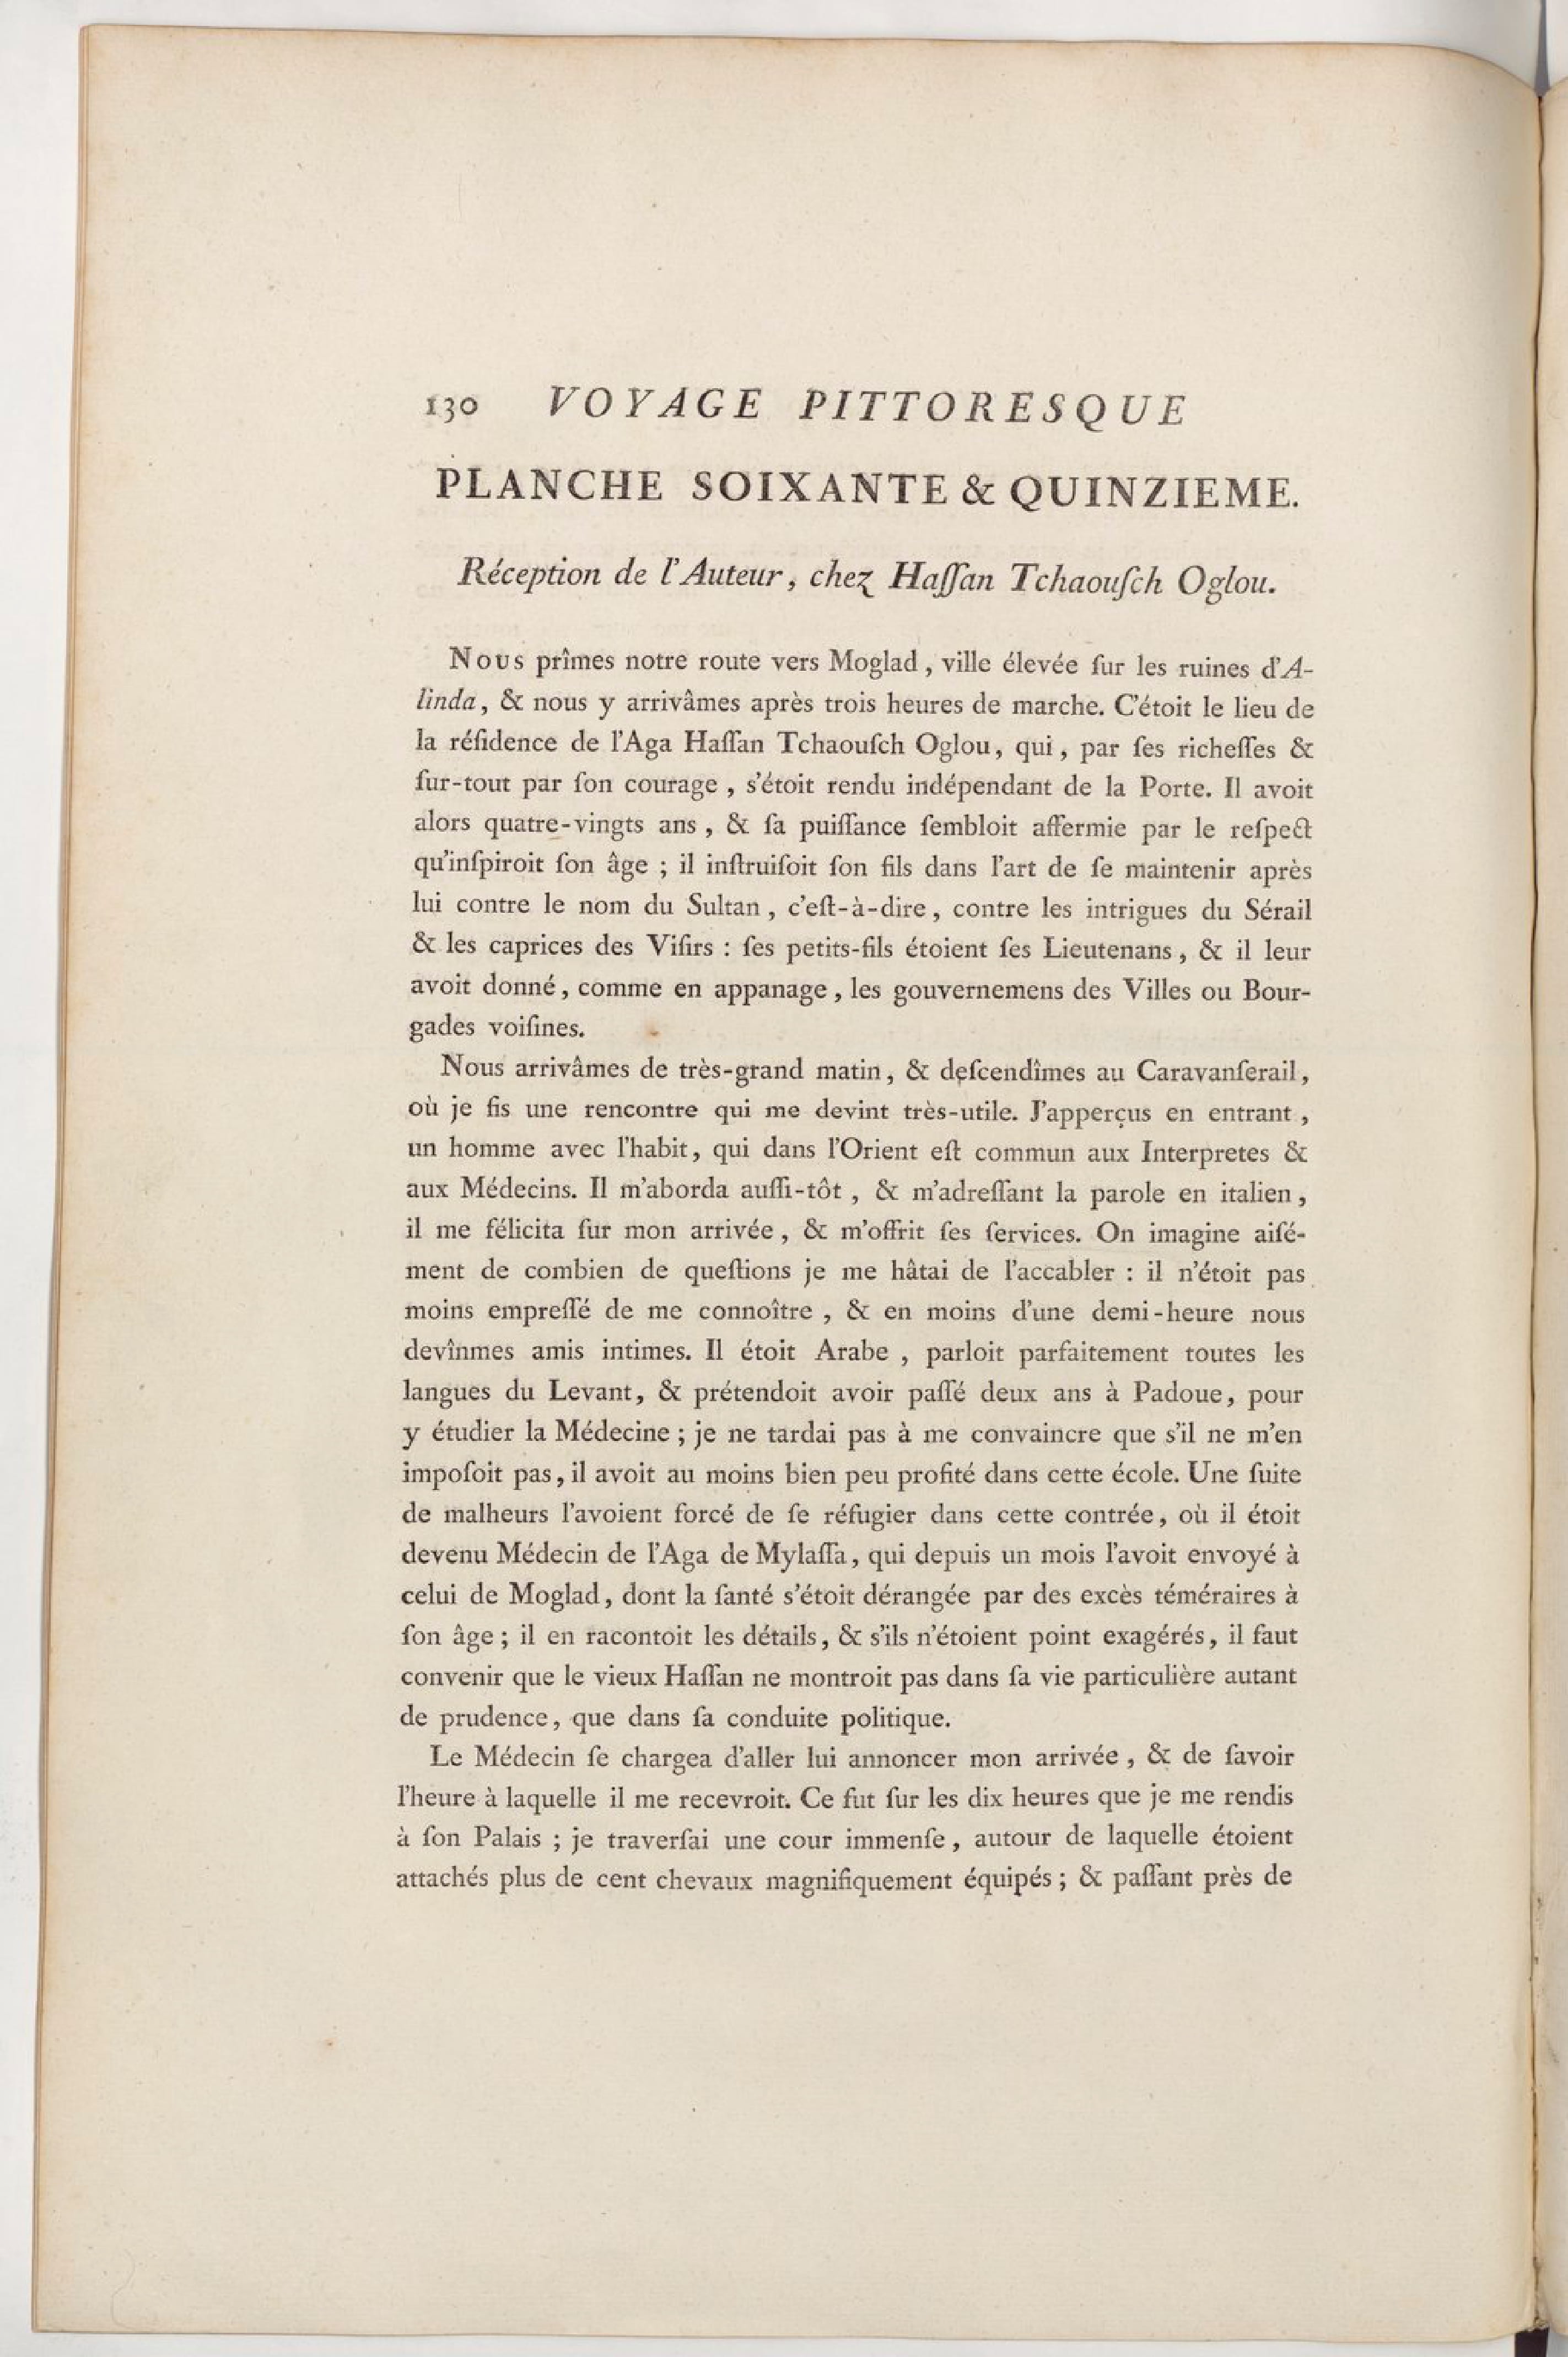 130 VOYAGE PITTORESQUE
PLANCHE SOIXANTE & QUINZIEME.
Réception de l'Auteur, chez Haſſan Tchaouſch Oglou.
Nous prîmes notre route vers Moglad, ville élevée ſur les ruines d'A-
linda, & nous y arrivâmes après trois heures de marche. C'étoit le lieu de
la réſidence de l'Aga Haſſan Tchaouſch Oglou, qui, par ſes richeſſes &
ſur-tout par ſon courage, s'étoit rendu indépendant de la Porte. Il avoit
alors quatre-vingts ans, & ſa puiſſance ſembloit affermie par le reſpect
qu'inſpiroit ſon âge ; il inſtruiſoit ſon fils dans l'art de ſe maintenir après
lui contre le nom du Sultan, c'eſt-à-dire, contre les intrigues du Sérail
& les caprices des Viſirs : ſes petits-fils étoient ſes Lieutenans, & il leur
avoit donné, comme en appanage, les gouvernemens des Villes ou Bour-
gades voiſines.
Nous arrivâmes de très-grand matin, & deſcendîmes au Caravanſerail,
où je fis une rencontre qui me devint très-utile. J'apperçus en entrant,
un homme avec l'habit, qui dans l'Orient eſt commun aux Interpretes &
aux Médecins. Il m'aborda auſſi-tôt, & m'adreſſant la parole en italien,
il me félicita ſur mon arrivée, & m'offrit ſes ſervices. On imagine aiſé-
ment de combien de queſtions je me hâtai de l'accabler : il n'étoit pas
moins empreſſé de me connoître, & en moins d'une demi-heure nous
devînmes amis intimes. Il étoit Arabe, parloit parfaitement toutes les
langues du Levant, & prétendoit avoir paſſé deux ans à Padoue, pour
y étudier la Médecine ; je ne tardai pas à me convaincre que s'il ne m'en
impoſoit pas, il avoit au moins bien peu profité dans cette école. Une ſuite
de malheurs l'avoient forcé de ſe réfugier dans cette contrée, où il étoit
devenu Médecin de l'Aga de Mylaſſa, qui depuis un mois l'avoit envoyé à
celui de Moglad, dont la ſanté s'étoit dérangée par des excès téméraires à
ſon âge ; il en racontoit les détails, & s'ils n'étoient point exagérés, il faut
convenir que le vieux Haſſan ne montroit pas dans ſa vie particulière autant
de prudence, que dans ſa conduite politique.
Le Médecin ſe chargea d'aller lui annoncer mon arrivée, & de ſavoir
l'heure à laquelle il me recevroit. Ce fut ſur les dix heures que je me rendis
à ſon Palais ; je traverſai une cour immenſe, autour de laquelle étoient
attachés plus de cent chevaux magnifiquement équipés ; & paſſant près de